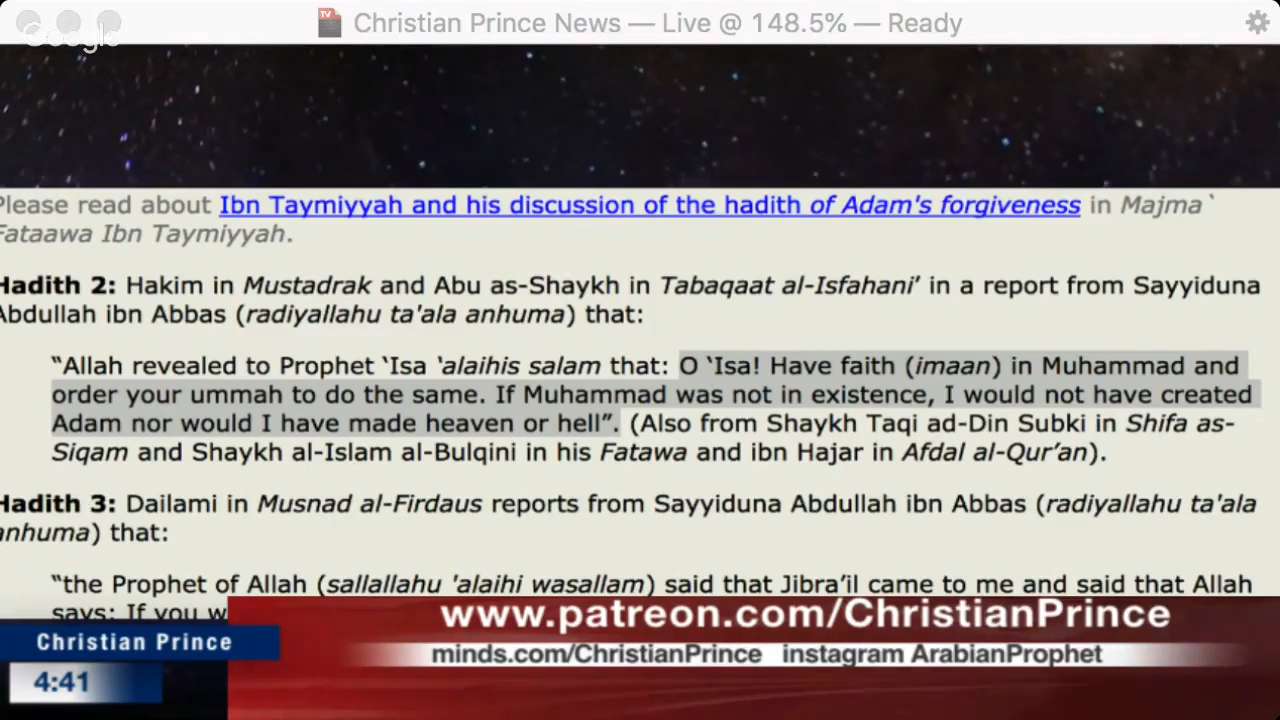 Christian Prince News — Live @ 148.5% — Ready
Google
Please read about Ibn Taymiyyah and his discussion of the hadith of Adam's forgiveness in Majma`
Fataawa Ibn Taymiyyah.
Hadith 2: Hakim in Mustadrak and Abu as-Shaykh in Tabaqaat al-Isfahani’ in a report from Sayyiduna
Abdullah ibn Abbas (radiyallahu ta'ala anhuma) that:
“Allah revealed to Prophet ‘Isa ‘alaihis salam that: O ‘Isa! Have faith (imaan) in Muhammad and
order your ummah to do the same. If Muhammad was not in existence, I would not have created
Adam nor would I have made heaven or hell”. (Also from Shaykh Taqi ad-Din Subki in Shifa as-
Siqam and Shaykh al-Islam al-Bulqini in his Fatawa and ibn Hajar in Afdal al-Qur’an).
Hadith 3: Dailami in Musnad al-Firdaus reports from Sayyiduna Abdullah ibn Abbas (radiyallahu ta'ala
anhuma) that:
“the Prophet of Allah (sallallahu 'alaihi wasallam) said that Jibra’il came to me and said that Allah
says: If you w
www.patreon.com/ChristianPrince
Christian Prince
minds.com/ChristianPrince instagram ArabianProphet
4:41